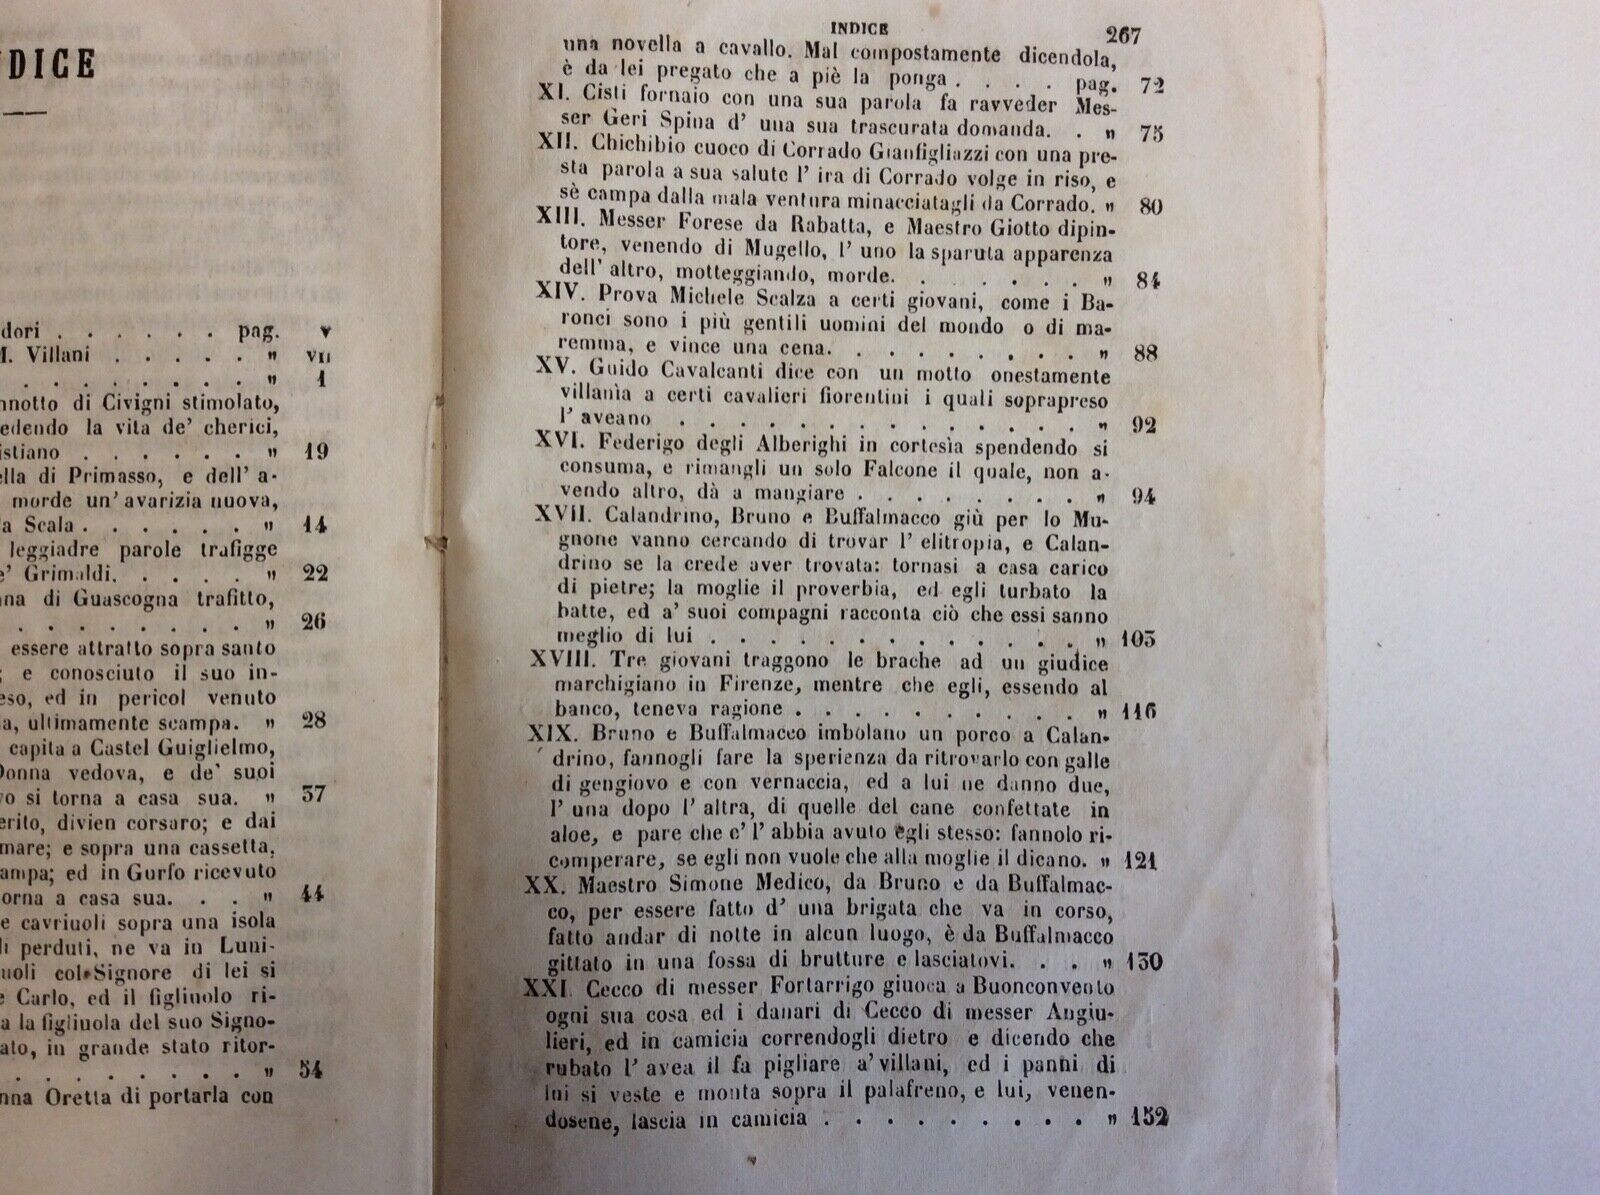 NDICE
dori . . . . . . pag. v
M. Villani . . . . . „ vii
. . . . . . . . . . „ 1
nnotto di Civignì stimolato,
edendo la vita de' cherici,
istiano . . . . . . „ 19
ella di Primasso, e dell' a-
morde un' avarizia nuova,
la Scala . . . . . . „ 14
leggiadre parole trafigge
e' Grimaldi. . . . . „ 22
nna di Guascogna trafitto,
. . . . . . . . . . „ 26
essere attratto sopra santo
; e conosciuto il suo in-
eso, ed in pericol venuto
a, ultimamente scampa. „ 28
capita a Castel Guiglielmo,
Donna vedova, e de' suoi
vo si torna a casa sua. „ 37
erito, divien corsaro; e dai
mare; e sopra una cassetta,
campa; ed in Gurfo ricevuto
orna a casa sua. . . „ 44
e cavriuoli sopra una isola
li perduti, ne va in Luni-
uoli col Signore di lei si
e Carlo, ed il figliuolo ri-
a la figliuola del suo Signo-
ato, in grande stato ritor-
. . . . . . . . . . „ 54
nna Oretta di portarla con
INDICE 267
una novella a cavallo. Mal compostamente dicendola,
è da lei pregato che a piè la ponga . . . . pag. 72
XI. Cisti fornaio con una sua parola fa ravveder Mes-
ser Geri Spina d' una sua trascurata domanda. . „ 75
XII. Chichibio cuoco di Corrado Gianfigliazzi con una pre-
sta parola a sua salute l' ira di Corrado volge in riso, e
sè campa dalla mala ventura minacciatagli da Corrado. „ 80
XIII. Messer Forese da Rabatta, e Maestro Giotto dipin-
tore, venendo di Mugello, l' uno la sparuta apparenza
dell' altro, motteggiando, morde. . . . . . . „ 84
XIV. Prova Michele Scalza a certi giovani, come i Ba-
ronci sono i più gentili uomini del mondo o di ma-
remma, e vince una cena. . . . . . . . . . „ 88
XV. Guido Cavalcanti dice con un motto onestamente
villanìa a certi cavalieri fiorentini i quali soprapreso
l' aveano . . . . . . . . . . . . . . . „ 92
XVI. Federigo degli Alberighi in cortesìa spendendo si
consuma, e rimangli un solo Falcone il quale, non a-
vendo altro, dà a mangiare . . . . . . . . . „ 94
XVII. Calandrino, Bruno e Buffalmacco giù per lo Mu-
gnone vanno cercando di trovar l' elitropia, e Calan-
drino se la crede aver trovata: tornasi a casa carico
di pietre; la moglie il proverbia, ed egli turbato la
batte, ed a' suoi compagni racconta ciò che essi sanno
meglio di lui . . . . . . . . . . . . . . „ 103
XVIII. Tre giovani traggono le brache ad un giudice
marchigiano in Firenze, mentre che egli, essendo al
banco, teneva ragione . . . . . . . . . . . „ 116
XIX. Bruno e Buffalmacco imbolano un porco a Calan-
drino, fannogli fare la sperienza da ritrovarlo con galle
di gengiovo e con vernaccia, ed a lui ne danno due,
l' una dopo l' altra, di quelle del cane confettate in
aloe, e pare che e' l' abbia avuto egli stesso: fannolo ri-
comperare, se egli non vuole che alla moglie il dicano. „ 121
XX. Maestro Simone Medico, da Bruno e da Buffalmac-
co, per essere fatto d' una brigata che va in corso,
fatto andar di notte in alcun luogo, è da Buffalmacco
gittato in una fossa di brutture e lasciatovi. . . . „ 130
XXI. Cecco di messer Fortarrigo giuoca a Buonconvento
ogni sua cosa ed i danari di Cecco di messer Angiu-
lieri, ed in camicia correndogli dietro e dicendo che
rubato l' avea il fa pigliare a' villani, ed i panni di
lui si veste e monta sopra il palafreno, e lui, venen-
dosene, lascia in camicia . . . . . . . . . . „ 152